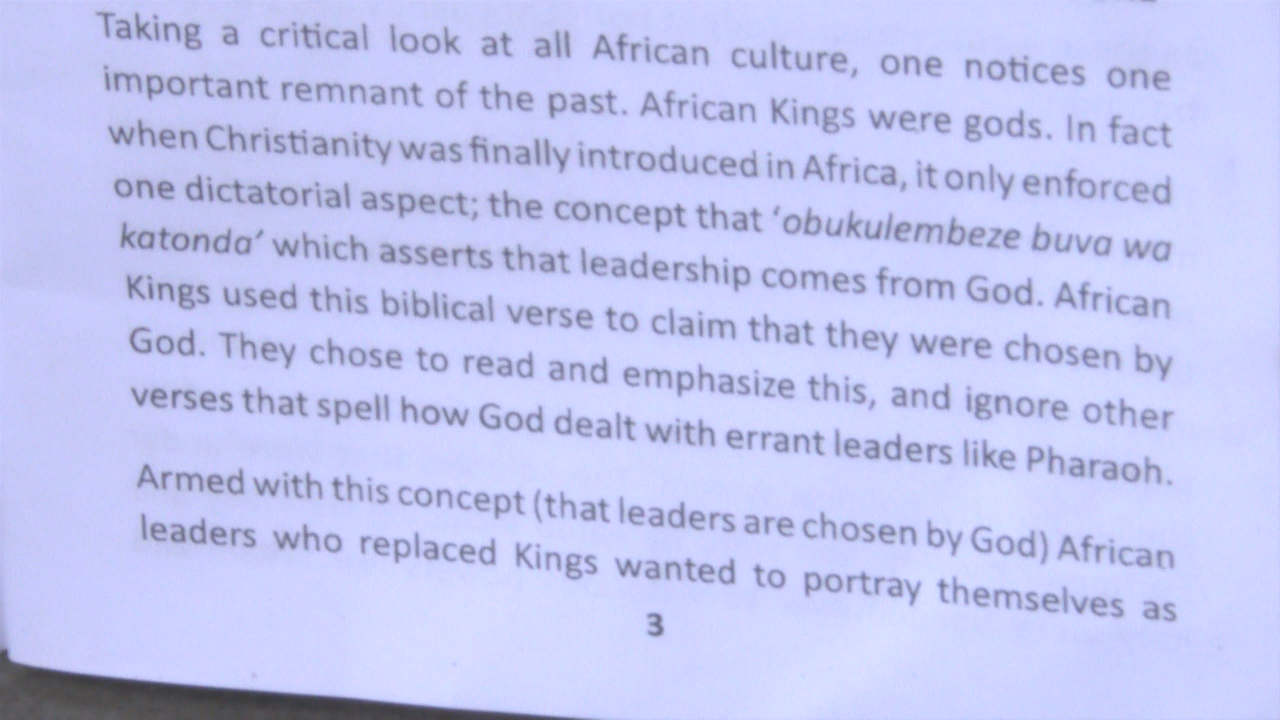 Taking a critical look at all African culture, one notices one
important remnant of the past. African Kings were gods. In fact
when Christianity was finally introduced in Africa, it only enforced
one dictatorial aspect; the concept that ‘obukulembeze buva wa
katonda’ which asserts that leadership comes from God. African
Kings used this biblical verse to claim that they were chosen by
God. They chose to read and emphasize this, and ignore other
verses that spell how God dealt with errant leaders like Pharaoh.
Armed with this concept (that leaders are chosen by God) African
leaders who replaced Kings wanted to portray themselves as
3